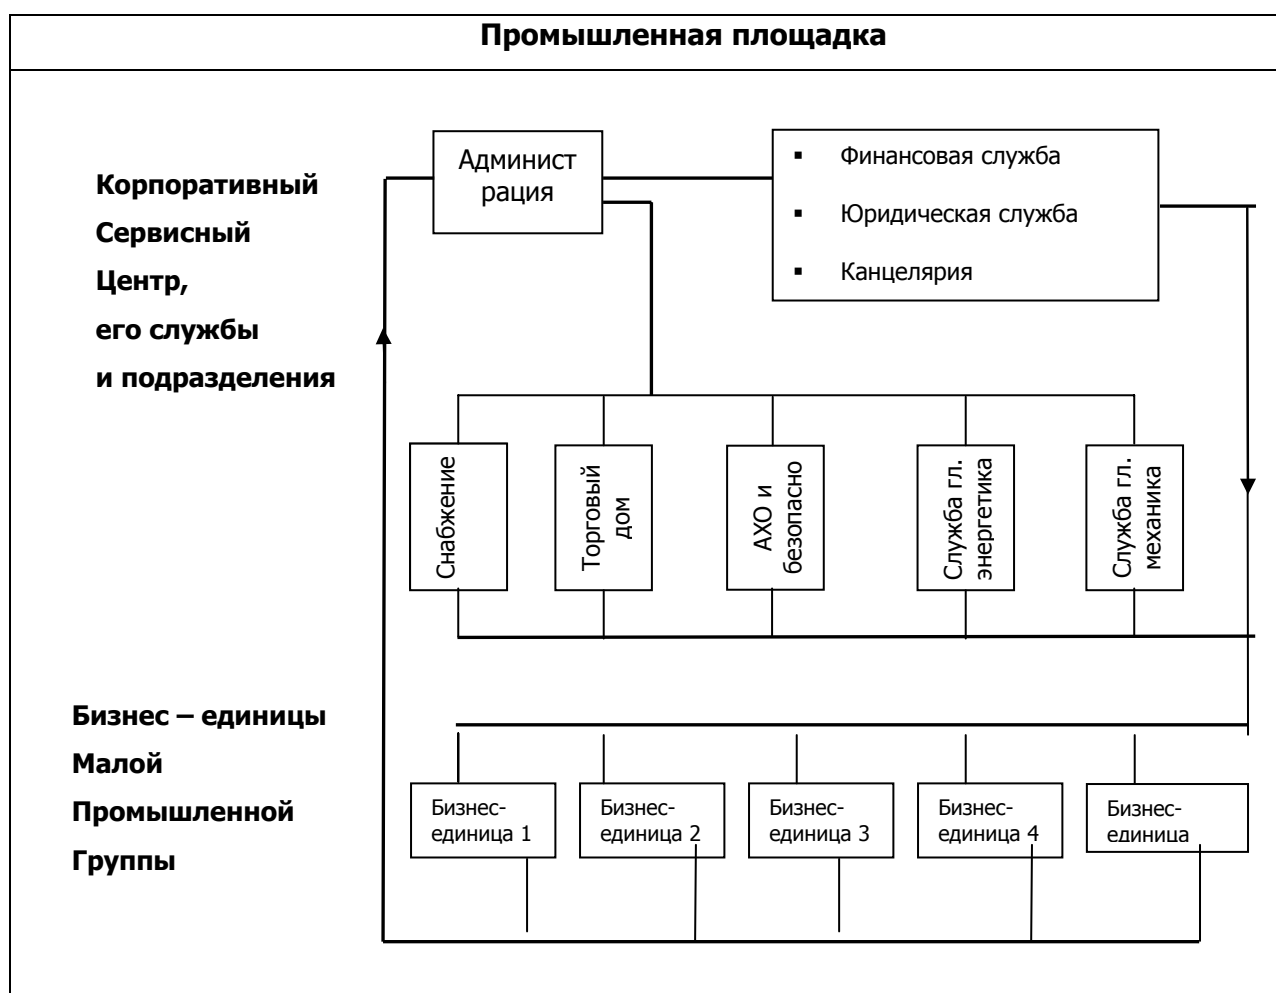 Промышленная площадка
Корпоративный
Сервисный
Центр,
его службы
и подразделения
Админист
рация
▪ Финансовая служба
▪ Юридическая служба
▪ Канцелярия
Снабжение
Торговый
дом
АХО и
безопасно
Служба гл.
энергетика
Служба гл.
механика
Бизнес – единицы
Малой
Промышленной
Группы
Бизнес-
единица 1
Бизнес-
единица 2
Бизнес-
единица 3
Бизнес-
единица 4
Бизнес-
единица